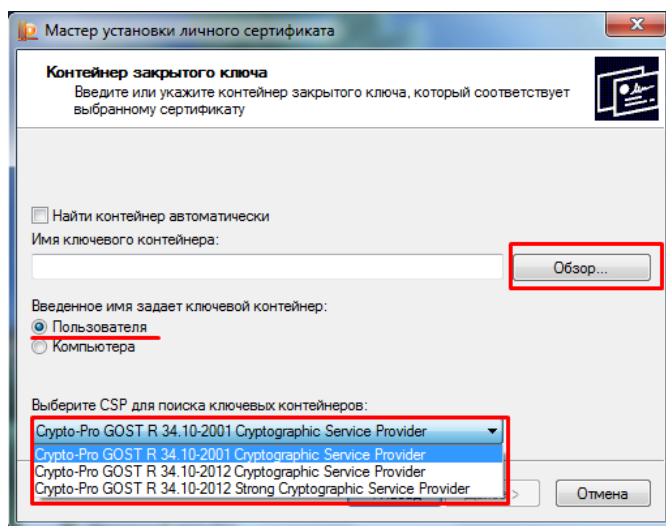 Мастер установки личного сертификата
Контейнер закрытого ключа
Введите или укажите контейнер закрытого ключа, который соответствует
выбранному сертификату
Найти контейнер автоматически
Имя ключевого контейнера:
Обзор...
Введенное имя задает ключевой контейнер:
Пользователя
Компьютера
Выберите CSP для поиска ключевых контейнеров:
Crypto-Pro GOST R 34.10-2001 Cryptographic Service Provider
Crypto-Pro GOST R 34.10-2001 Cryptographic Service Provider
Crypto-Pro GOST R 34.10-2012 Cryptographic Service Provider
Crypto-Pro GOST R 34.10-2012 Strong Cryptographic Service Provider
Отмена